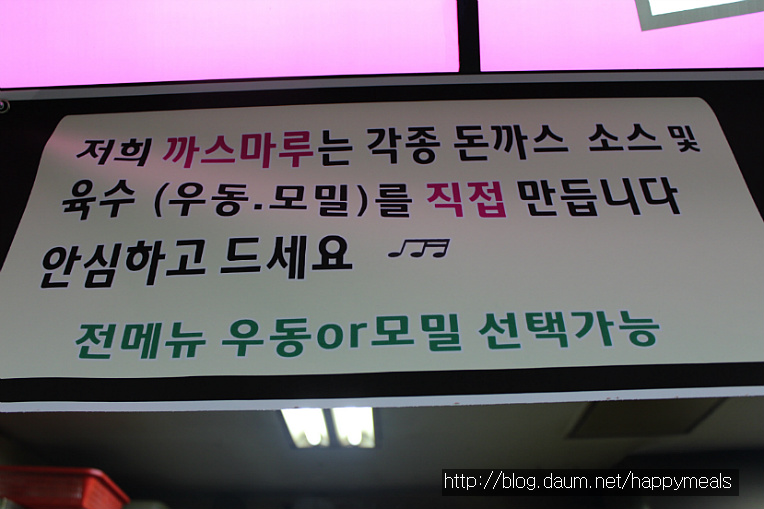 저희 까스마루는 각종 돈까스 소스 및
육수 (우동.모밀)를 직접 만듭니다
안심하고 드세요
전메뉴 우동or모밀 선택가능
http://blog.daum.net/happymeals